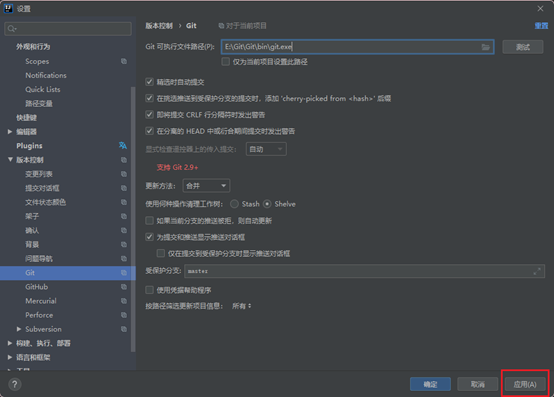 设置
外观和行为
Scopes
Notifications
Quick Lists
路径变量
快捷键
编辑器
Plugins
版本控制
变更列表
提交对话框
文件状态颜色
架子
确认
背景
问题导航
Git
GitHub
Mercurial
Perforce
Subversion
构建、执行、部署
语言和框架
版本控制 › Git 对于当前项目 重置
Git 可执行文件路径(P): E:\Git\Git\bin\git.exe 测试
仅为当前项目设置此路径
精选时自动提交
在挑选推送到受保护分支的提交时，添加 'cherry-picked from <hash>' 后缀
即将提交 CRLF 行分隔符时发出警告
在分离的 HEAD 中或衍合期间提交时发出警告
显式检查遥控器上的传入提交: 自动
支持 Git 2.9+
更新方法: 合并
使用何种操作清理工作树: Stash Shelve
如果当前分支的推送被拒，则自动更新
为提交和推送显示推送对话框
仅在提交到受保护分支时显示推送对话框
受保护分支: master
使用凭据帮助程序
按路径筛选更新项目信息: 所有
? 确定 取消 应用(A)